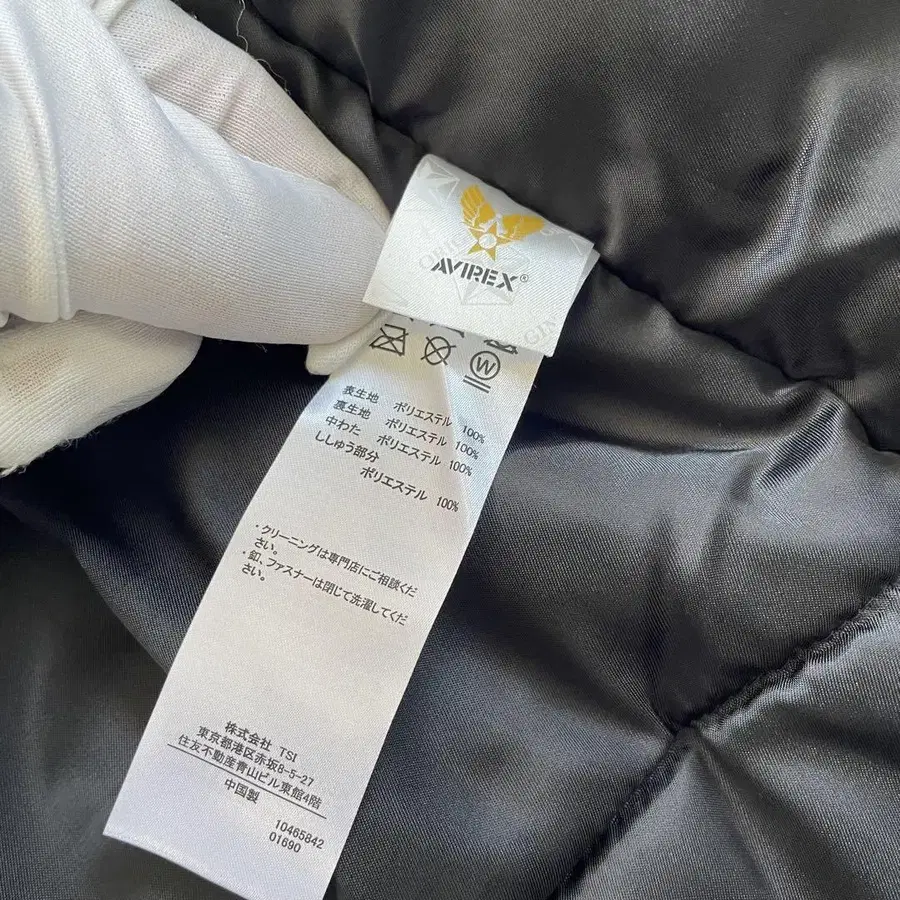 AVIREX®
W
表生地 ポリエステル 100%
裏生地 ポリエステル 100%
中わた ポリエステル 100%
ししゅう部分
ポリエステル 100%
・クリーニングは専門店にご相談くだ
さい。
・釦、ファスナーは閉じて洗濯してくだ
さい。
株式会社 TSI
東京都港区赤坂8-5-27
住友不動産青山ビル東館4階
中国製
10465842
01690